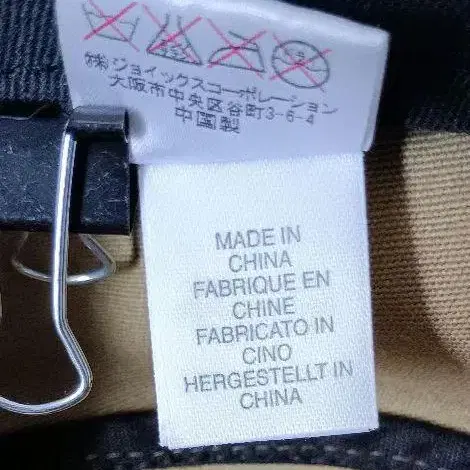 ㈱ジョイックスコーポレーション
大阪市中央区谷町3-6-4
中国製
MADE IN
CHINA
FABRIQUE EN
CHINE
FABRICATO IN
CINO
HERGESTELLT IN
CHINA